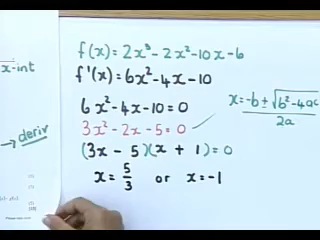 f(x) = 2x³ - 2x² - 10x - 6
f'(x) = 6x² - 4x - 10
6x² - 4x - 10 = 0
3x² - 2x - 5 = 0
(3x - 5)(x + 1) = 0
x = 5/3 or x = -1
x = -b ± √b² - 4ac / 2a
x-int
→ deriv